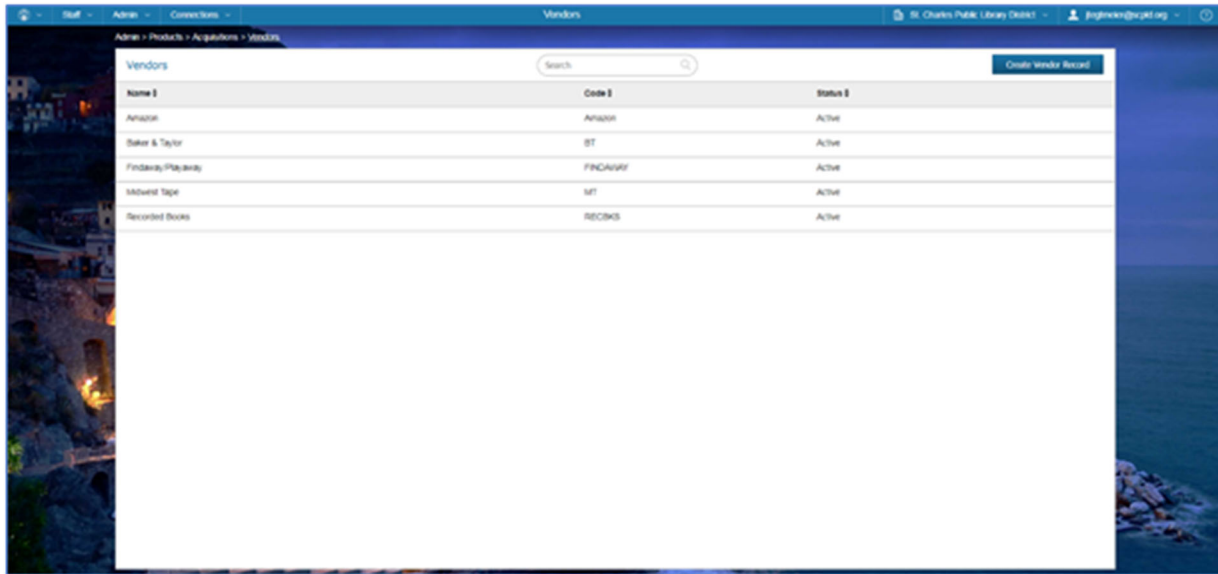 Staff Admin Connections Vendors St. Charles Public Library District
Admin > Products > Acquisitions > Vendors
Vendors Search Create Vendor Record
Name Code Status
Amazon Amazon Active
Baker & Taylor BT Active
Findaway/Playaway FINDAWAY Active
Midwest Tape MT Active
Recorded Books RECBKS Active